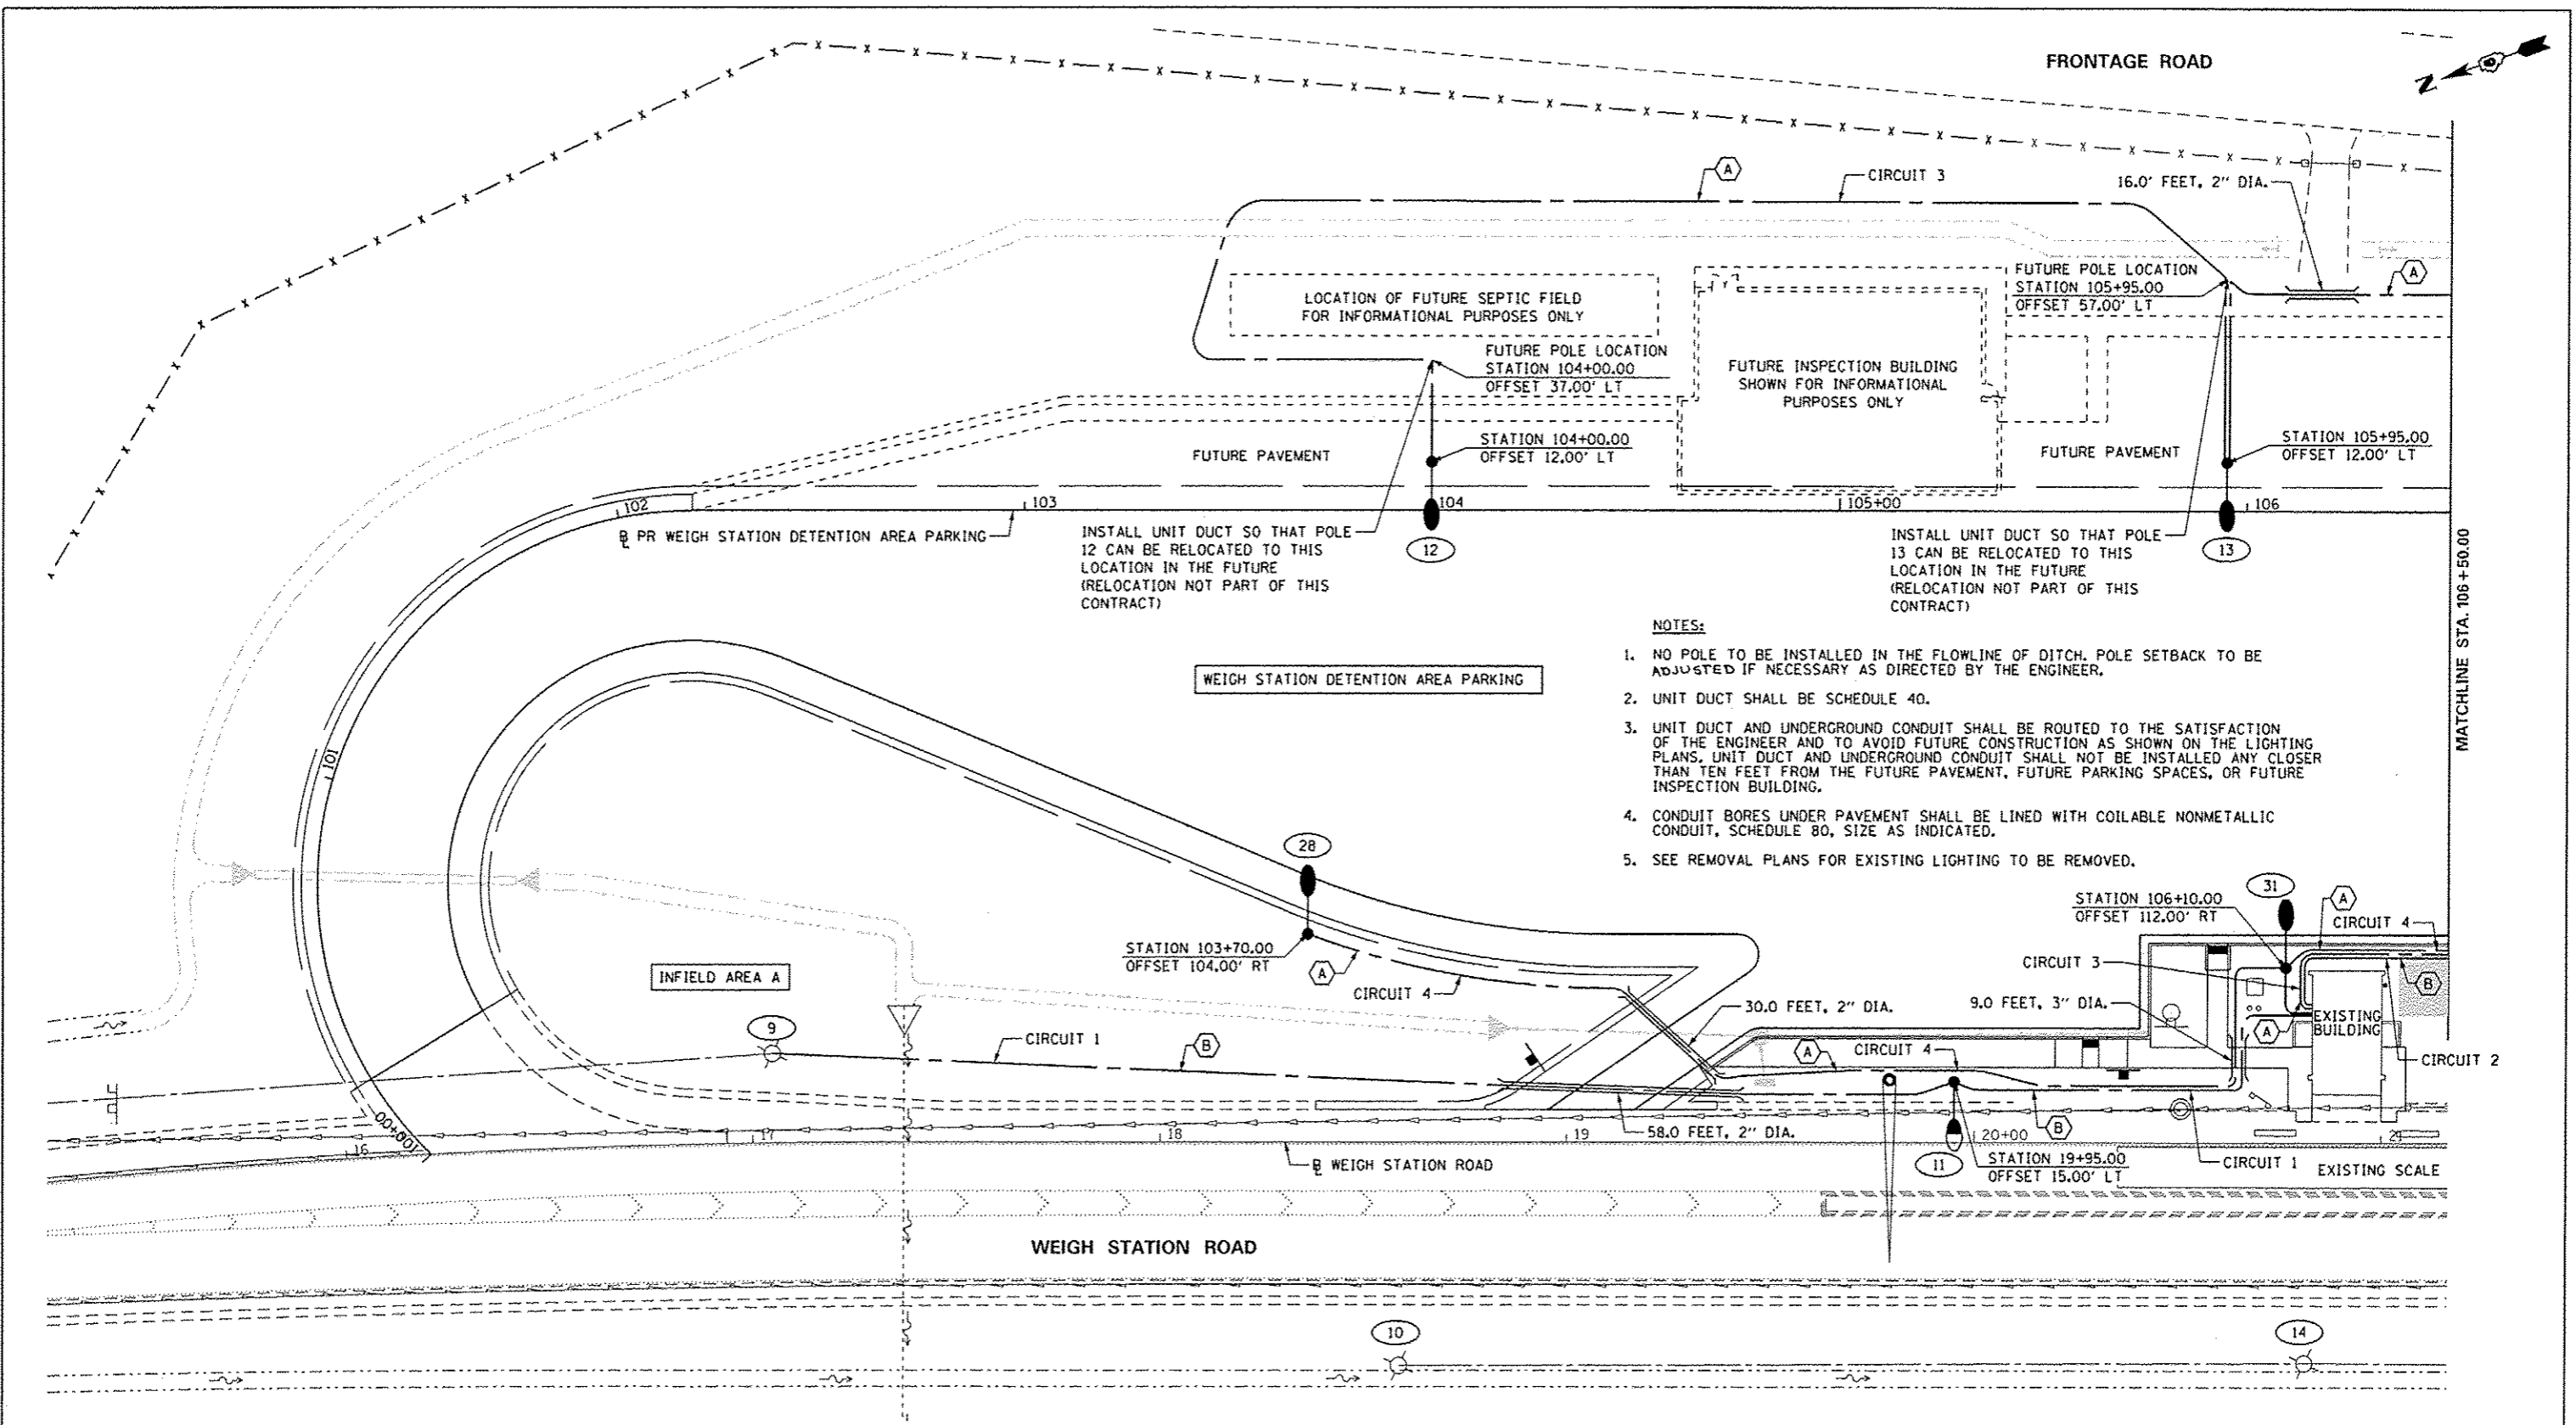 FRONTAGE ROAD
N
A
CIRCUIT 3
16.0' FEET, 2" DIA.
FUTURE POLE LOCATION
STATION 105+95.00
OFFSET 57.00' LT
A
LOCATION OF FUTURE SEPTIC FIELD
FOR INFORMATIONAL PURPOSES ONLY
FUTURE POLE LOCATION
STATION 104+00.00
OFFSET 37.00' LT
FUTURE INSPECTION BUILDING
SHOWN FOR INFORMATIONAL
PURPOSES ONLY
STATION 104+00.00
OFFSET 12.00' LT
FUTURE PAVEMENT
FUTURE PAVEMENT
STATION 105+95.00
OFFSET 12.00' LT
102
103
104
105+00
106
℄ PR WEIGH STATION DETENTION AREA PARKING
INSTALL UNIT DUCT SO THAT POLE
12 CAN BE RELOCATED TO THIS
LOCATION IN THE FUTURE
(RELOCATION NOT PART OF THIS
CONTRACT)
12
INSTALL UNIT DUCT SO THAT POLE
13 CAN BE RELOCATED TO THIS
LOCATION IN THE FUTURE
(RELOCATION NOT PART OF THIS
CONTRACT)
13
MATCHLINE STA. 106+50.00
NOTES:
1. NO POLE TO BE INSTALLED IN THE FLOWLINE OF DITCH. POLE SETBACK TO BE
ADJUSTED IF NECESSARY AS DIRECTED BY THE ENGINEER.
2. UNIT DUCT SHALL BE SCHEDULE 40.
3. UNIT DUCT AND UNDERGROUND CONDUIT SHALL BE ROUTED TO THE SATISFACTION
OF THE ENGINEER AND TO AVOID FUTURE CONSTRUCTION AS SHOWN ON THE LIGHTING
PLANS. UNIT DUCT AND UNDERGROUND CONDUIT SHALL NOT BE INSTALLED ANY CLOSER
THAN TEN FEET FROM THE FUTURE PAVEMENT, FUTURE PARKING SPACES, OR FUTURE
INSPECTION BUILDING.
4. CONDUIT BORES UNDER PAVEMENT SHALL BE LINED WITH COILABLE NONMETALLIC
CONDUIT, SCHEDULE 80, SIZE AS INDICATED.
5. SEE REMOVAL PLANS FOR EXISTING LIGHTING TO BE REMOVED.
WEIGH STATION DETENTION AREA PARKING
101
28
STATION 103+70.00
OFFSET 104.00' RT
A
CIRCUIT 4
INFIELD AREA A
31
STATION 106+10.00
OFFSET 112.00' RT
A
CIRCUIT 4
CIRCUIT 3
B
30.0 FEET, 2" DIA.
9.0 FEET, 3" DIA.
A
EXISTING
BUILDING
CIRCUIT 2
9
CIRCUIT 1
B
A
CIRCUIT 4
100+00
16
17
18
19
20+00
21
58.0 FEET, 2" DIA.
B
℄ WEIGH STATION ROAD
11
STATION 19+95.00
OFFSET 15.00' LT
CIRCUIT 1
EXISTING SCALE
WEIGH STATION ROAD
10
14